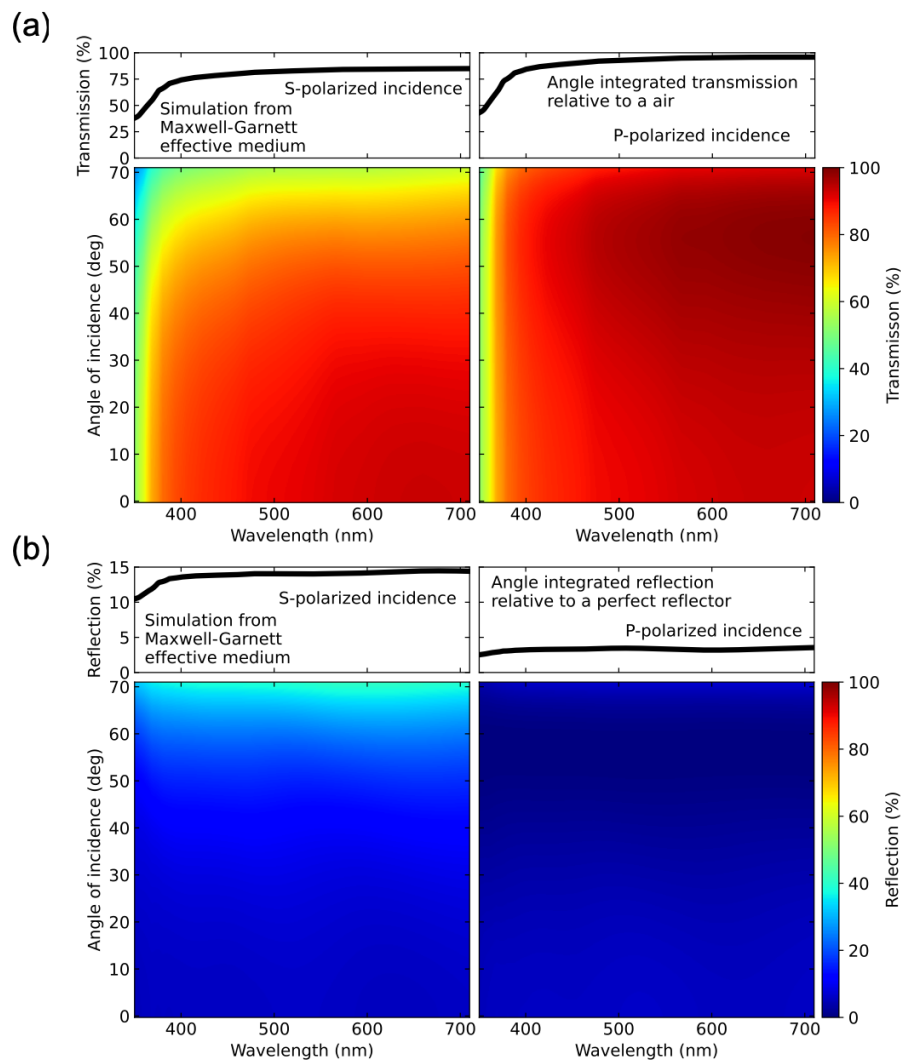 (a)
Transmission (%)
100
75
50
25
0
S-polarized incidence
Simulation from
Maxwell-Garnett
effective medium
Angle integrated transmission
relative to a air
P-polarized incidence
Angle of incidence (deg)
70
60
50
40
30
20
10
0
400 500 600 700
Wavelength (nm)
400 500 600 700
Wavelength (nm)
100
80
60
40
20
0
Transmisson (%)
(b)
Reflection (%)
15
10
5
0
S-polarized incidence
Simulation from
Maxwell-Garnett
effective medium
Angle integrated reflection
relative to a perfect reflector
P-polarized incidence
Angle of incidence (deg)
70
60
50
40
30
20
10
0
400 500 600 700
Wavelength (nm)
400 500 600 700
Wavelength (nm)
100
80
60
40
20
0
Reflection (%)